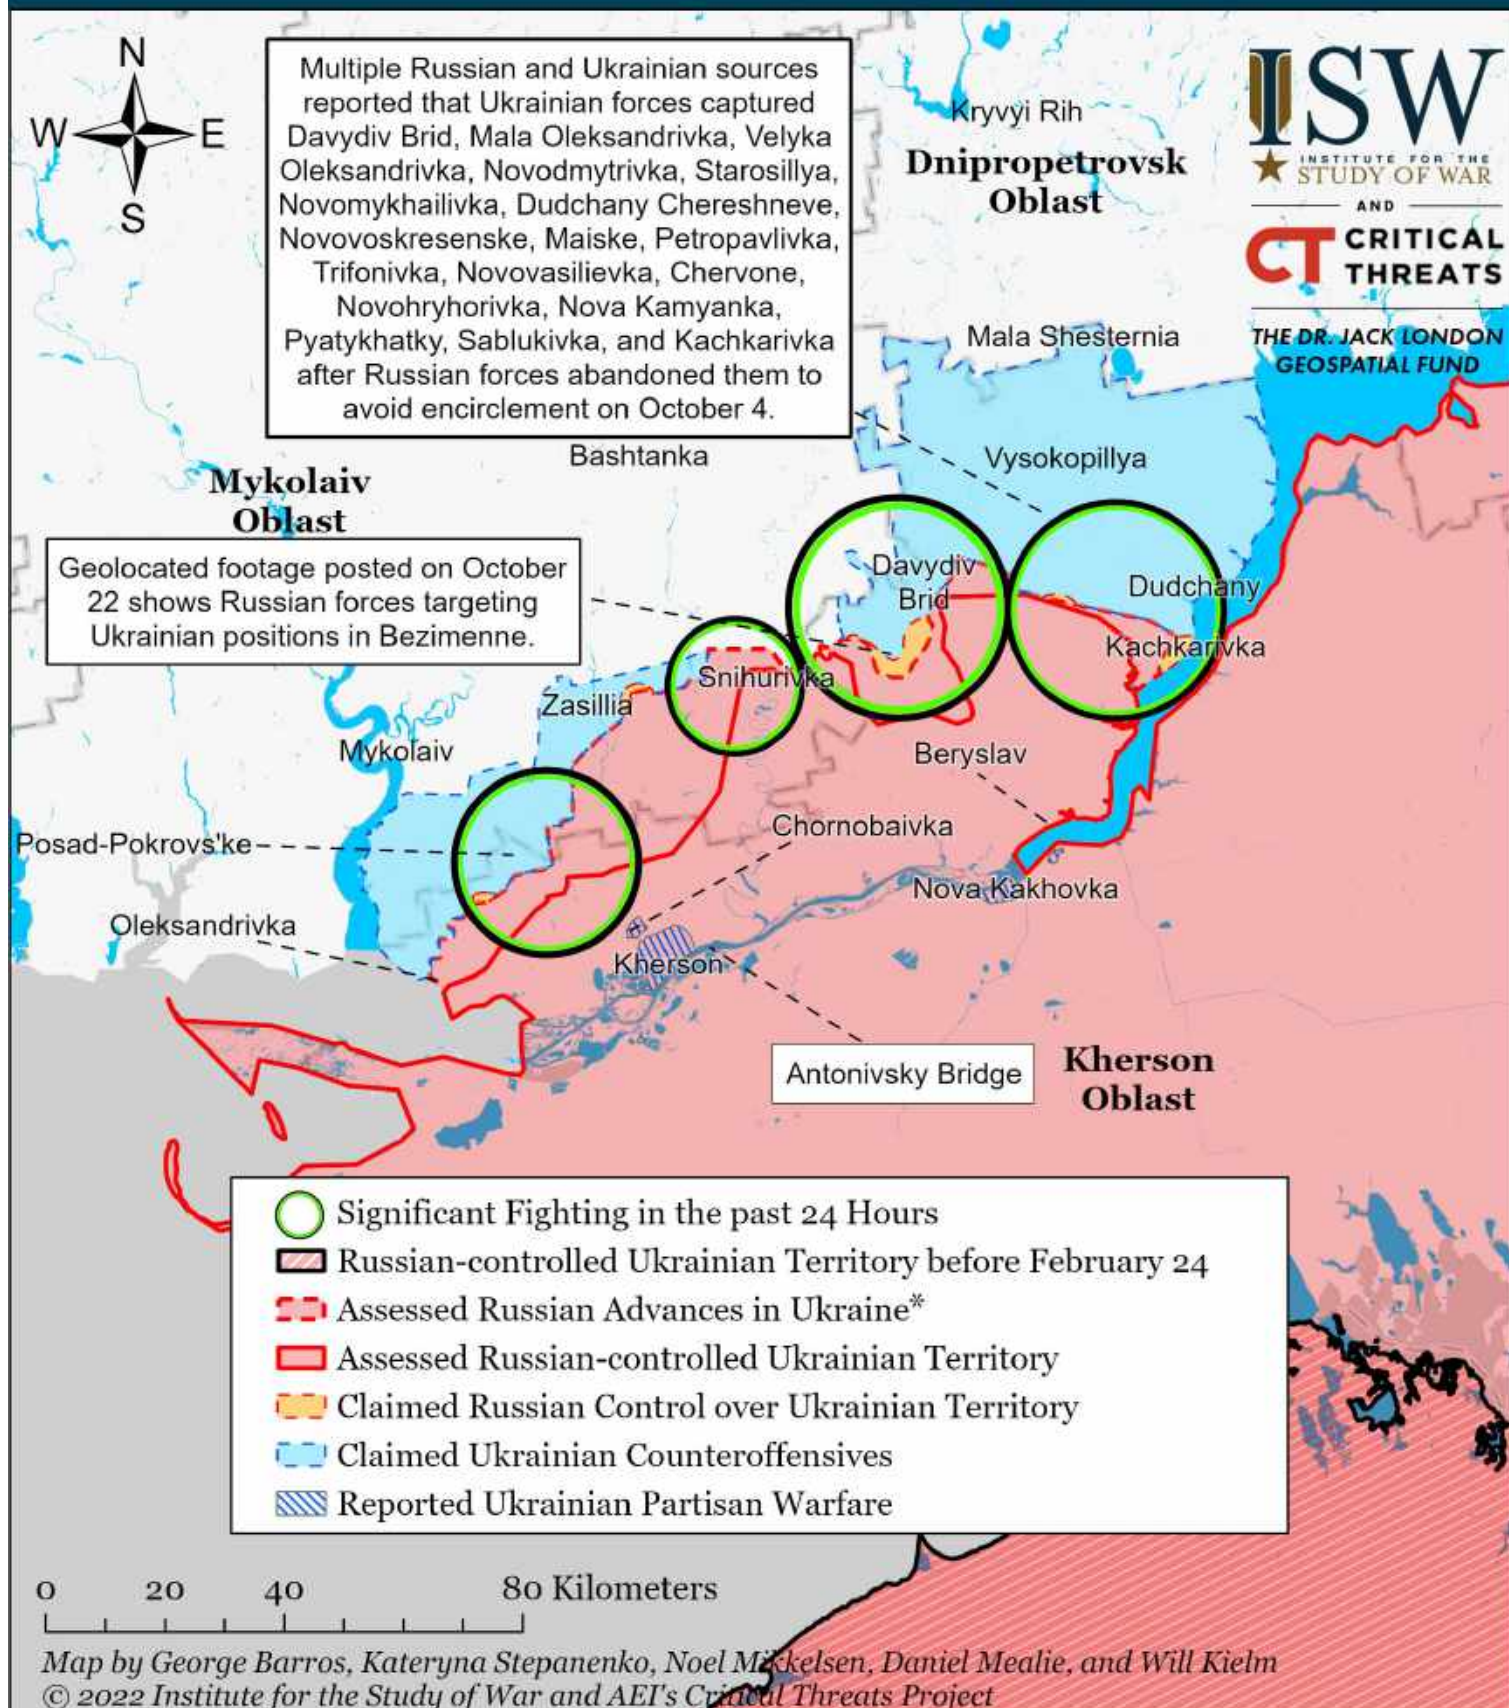 N
W E
S
Multiple Russian and Ukrainian sources
reported that Ukrainian forces captured
Davydiv Brid, Mala Oleksandrivka, Velyka
Oleksandrivka, Novodmytrivka, Starosillya,
Novomykhailivka, Dudchany Chereshneve,
Novovoskresenske, Maiske, Petropavlivka,
Trifonivka, Novovasilievka, Chervone,
Novohryhorivka, Nova Kamyanka,
Pyatykhatky, Sablukivka, and Kachkarivka
after Russian forces abandoned them to
avoid encirclement on October 4.
Kryvyi Rih
Dnipropetrovsk
Oblast
ISW
INSTITUTE FOR THE
STUDY OF WAR
AND
CT CRITICAL
THREATS
THE DR. JACK LONDON
GEOSPATIAL FUND
Mala Shesternia
Bashtanka
Vysokopillya
Mykolaiv
Oblast
Geolocated footage posted on October
22 shows Russian forces targeting
Ukrainian positions in Bezimenne.
Davydiv
Brid
Dudchany
Kachkarivka
Snihurivka
Zasillia
Mykolaiv
Beryslav
Chornobaivka
Posad-Pokrovs'ke
Nova Kakhovka
Oleksandrivka
Kherson
Antonivsky Bridge
Kherson
Oblast
Significant Fighting in the past 24 Hours
Russian-controlled Ukrainian Territory before February 24
Assessed Russian Advances in Ukraine*
Assessed Russian-controlled Ukrainian Territory
Claimed Russian Control over Ukrainian Territory
Claimed Ukrainian Counteroffensives
Reported Ukrainian Partisan Warfare
0 20 40 80 Kilometers
Map by George Barros, Kateryna Stepanenko, Noel Mikkelsen, Daniel Mealie, and Will Kielm
© 2022 Institute for the Study of War and AEI's Critical Threats Project